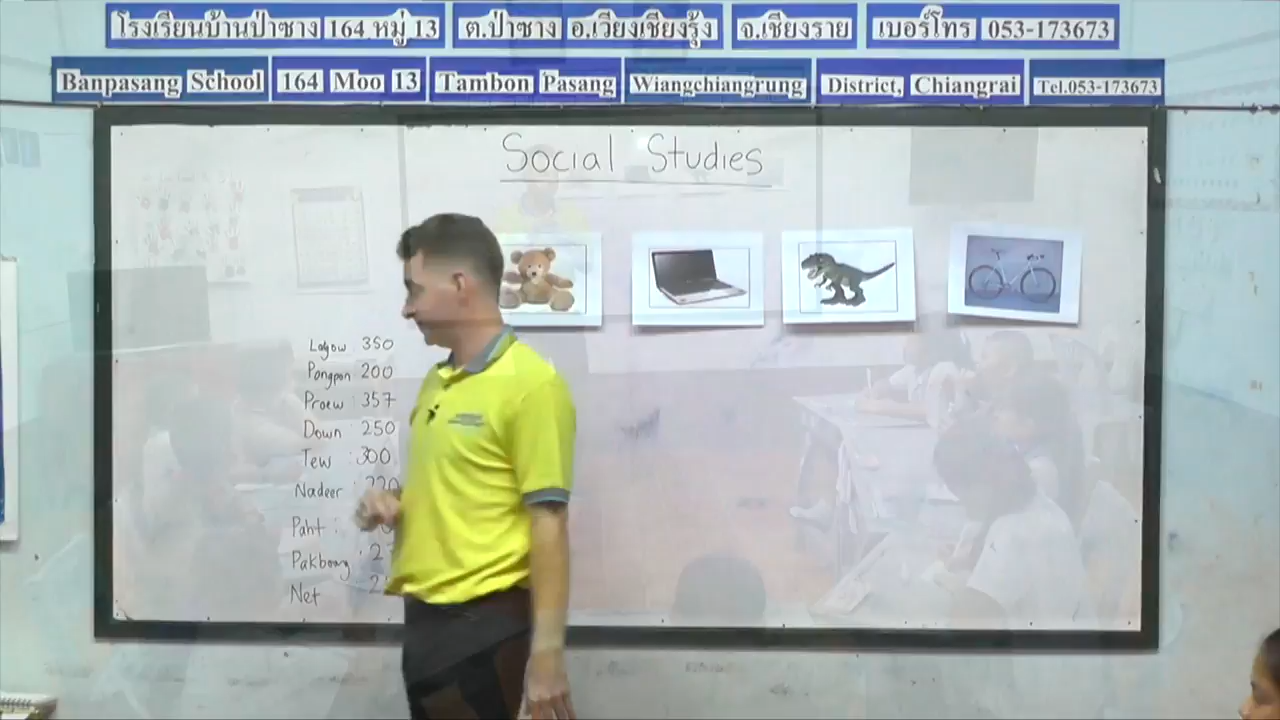 โรงเรียนบ้านป่าซาง 164 หมู่ 13 ต.ป่าซาง อ.เวียงเชียงรุ้ง จ.เชียงราย เบอร์โทร 053-173673
Banpasang School 164 Moo 13 Tambon Pasang Wiangchiangrung District, Chiangrai Tel.053-173673
Social Studies
350
Pongpon 200
Proew : 357
Down : 250
Tew : 300
Nadeer : 220
Paht :
Pakboong :
Net